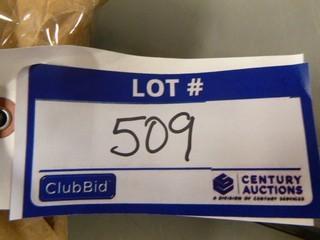 LOT #
509
ClubBid
CENTURY
AUCTIONS
A DIVISION OF CENTURY SERVICES